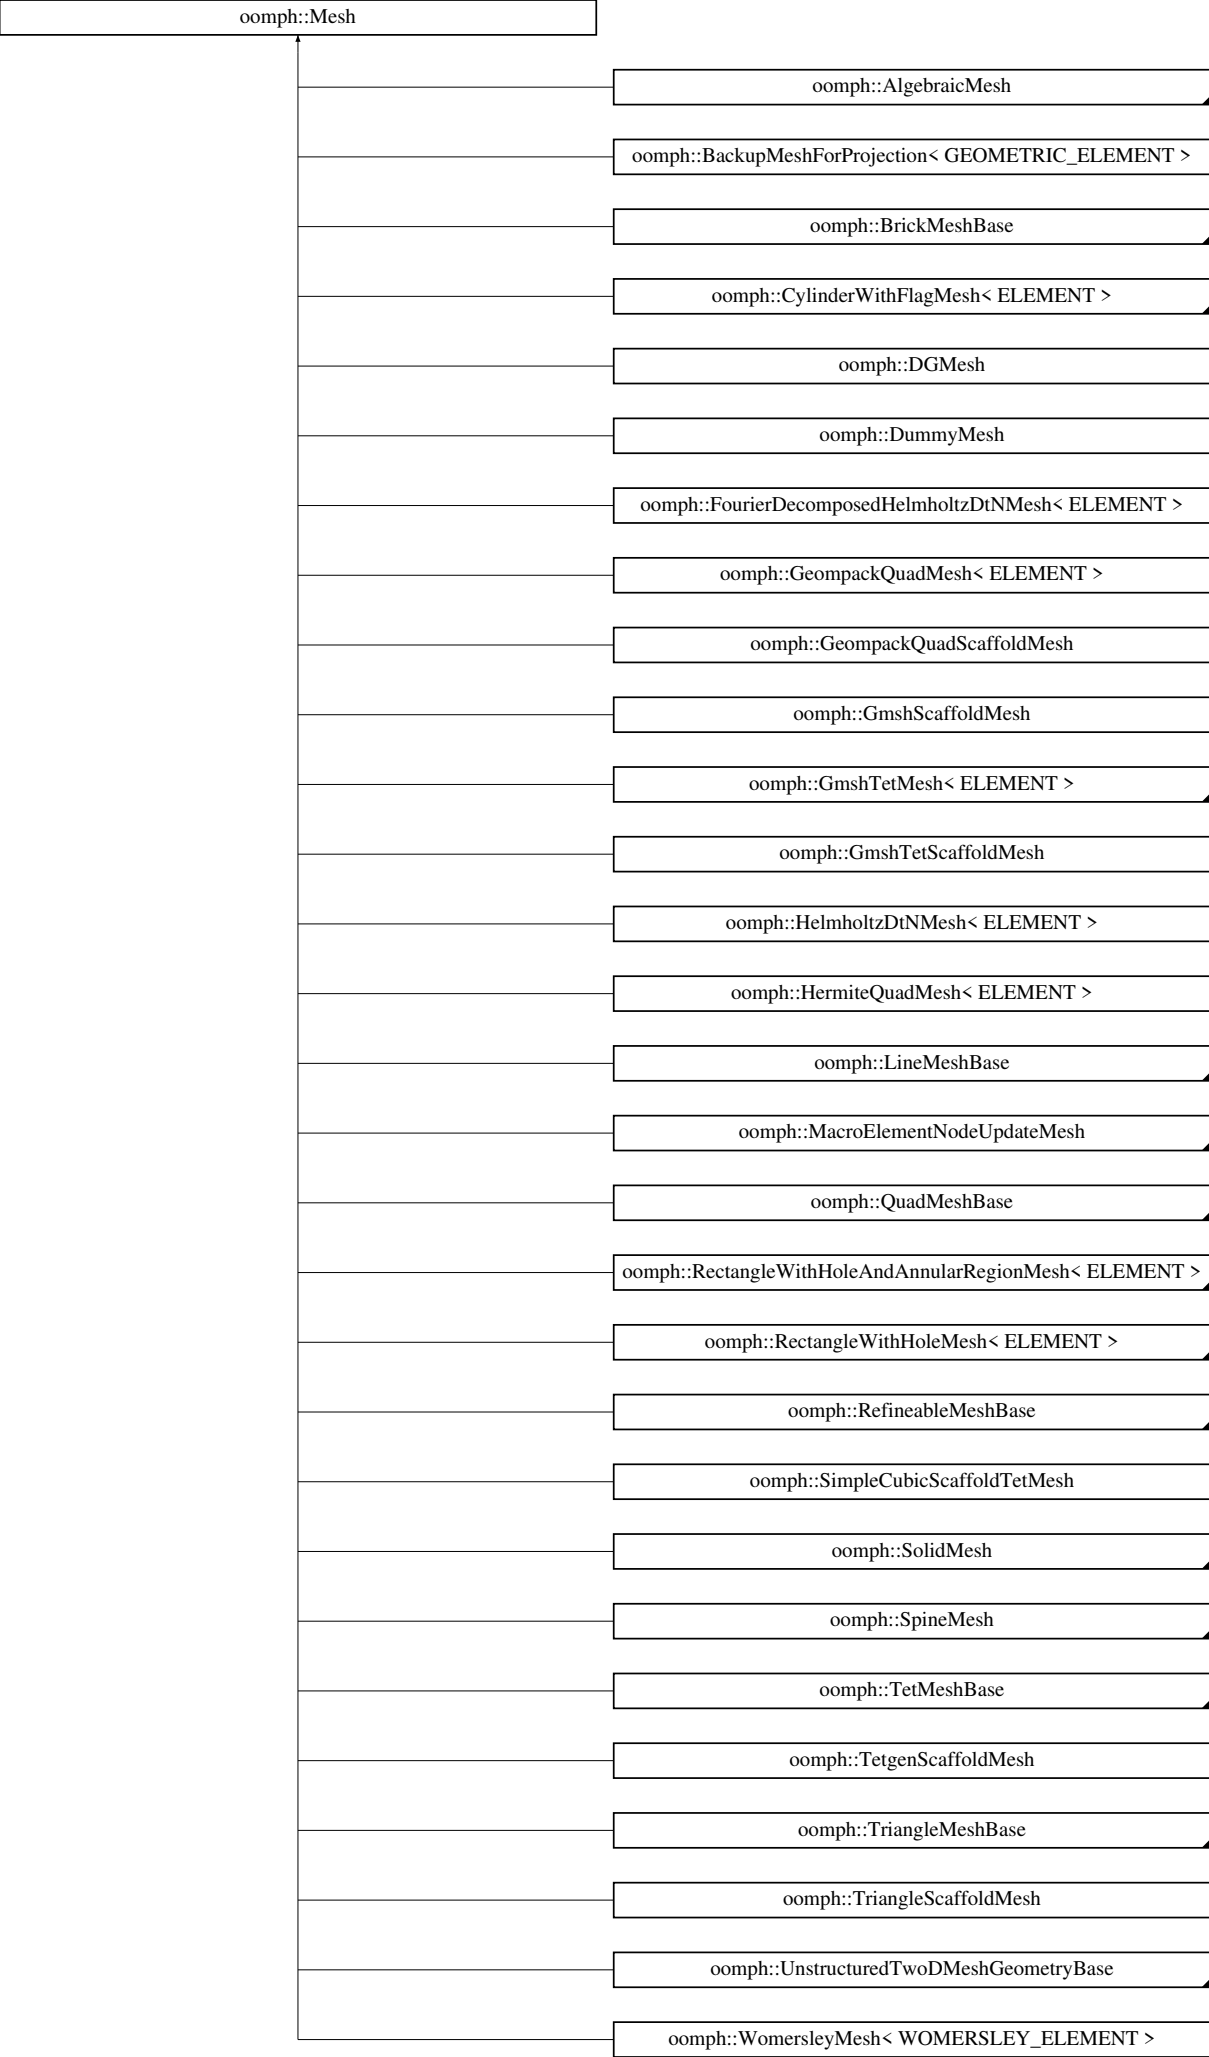 oomph::Mesh
oomph::AlgebraicMesh
oomph::BackupMeshForProjection< GEOMETRIC_ELEMENT >
oomph::BrickMeshBase
oomph::CylinderWithFlagMesh< ELEMENT >
oomph::DGMesh
oomph::DummyMesh
oomph::FourierDecomposedHelmholtzDtNMesh< ELEMENT >
oomph::GeompackQuadMesh< ELEMENT >
oomph::GeompackQuadScaffoldMesh
oomph::GmshScaffoldMesh
oomph::GmshTetMesh< ELEMENT >
oomph::GmshTetScaffoldMesh
oomph::HelmholtzDtNMesh< ELEMENT >
oomph::HermiteQuadMesh< ELEMENT >
oomph::LineMeshBase
oomph::MacroElementNodeUpdateMesh
oomph::QuadMeshBase
oomph::RectangleWithHoleAndAnnularRegionMesh< ELEMENT >
oomph::RectangleWithHoleMesh< ELEMENT >
oomph::RefineableMeshBase
oomph::SimpleCubicScaffoldTetMesh
oomph::SolidMesh
oomph::SpineMesh
oomph::TetMeshBase
oomph::TetgenScaffoldMesh
oomph::TriangleMeshBase
oomph::TriangleScaffoldMesh
oomph::UnstructuredTwoDMeshGeometryBase
oomph::WomersleyMesh< WOMERSLEY_ELEMENT >